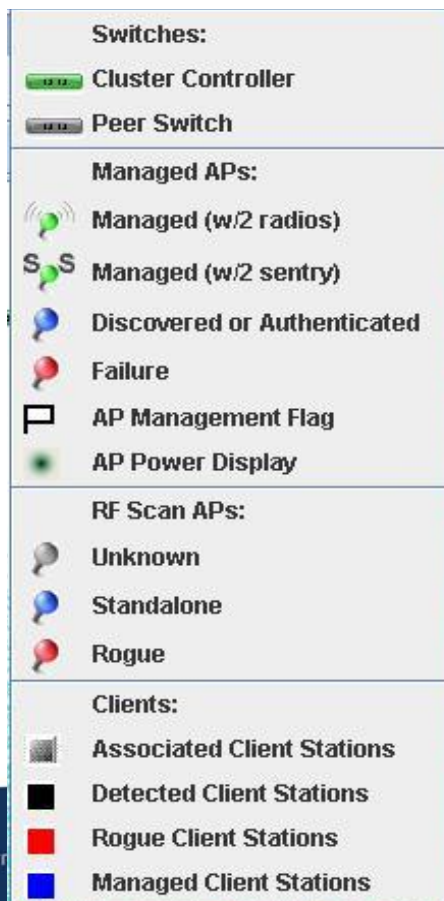 Switches:
Cluster Controller
Peer Switch
Managed APs:
Managed (w/2 radios)
S S Managed (w/2 sentry)
Discovered or Authenticated
Failure
AP Management Flag
AP Power Display
RF Scan APs:
Unknown
Standalone
Rogue
Clients:
Associated Client Stations
Detected Client Stations
Rogue Client Stations
Managed Client Stations